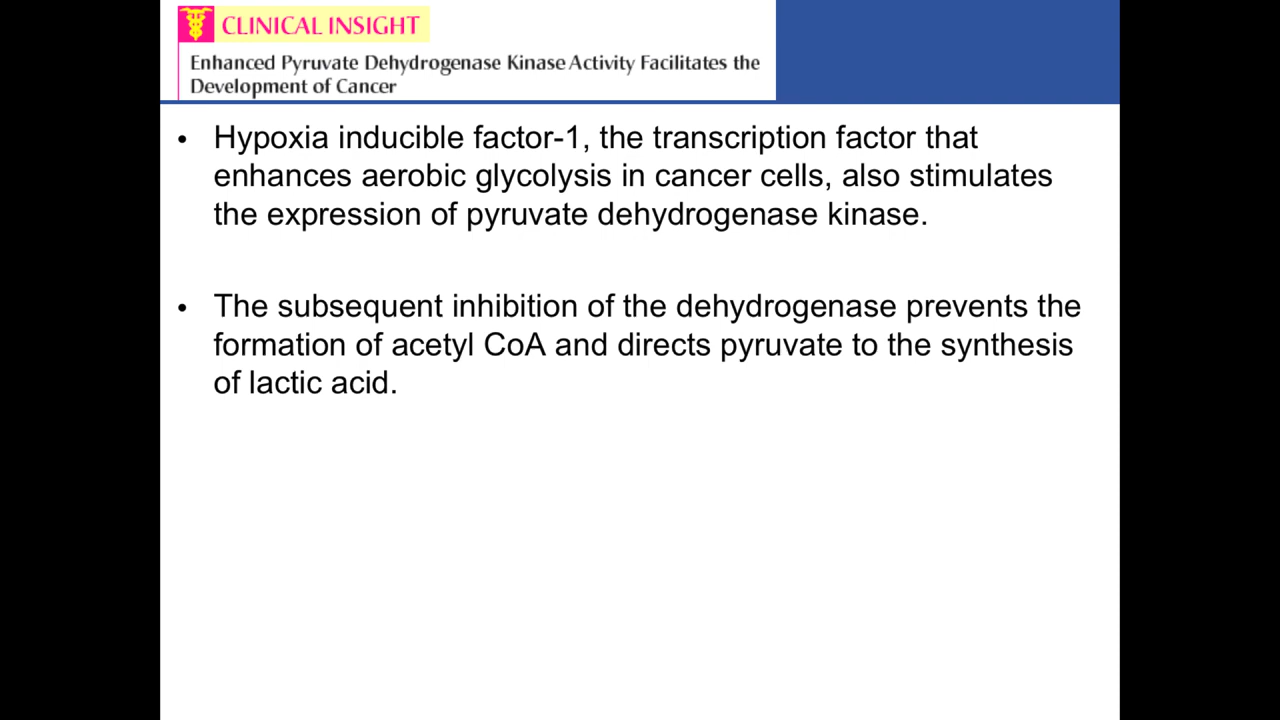 CLINICAL INSIGHT
Enhanced Pyruvate Dehydrogenase Kinase Activity Facilitates the
Development of Cancer
• Hypoxia inducible factor-1, the transcription factor that
enhances aerobic glycolysis in cancer cells, also stimulates
the expression of pyruvate dehydrogenase kinase.
• The subsequent inhibition of the dehydrogenase prevents the
formation of acetyl CoA and directs pyruvate to the synthesis
of lactic acid.